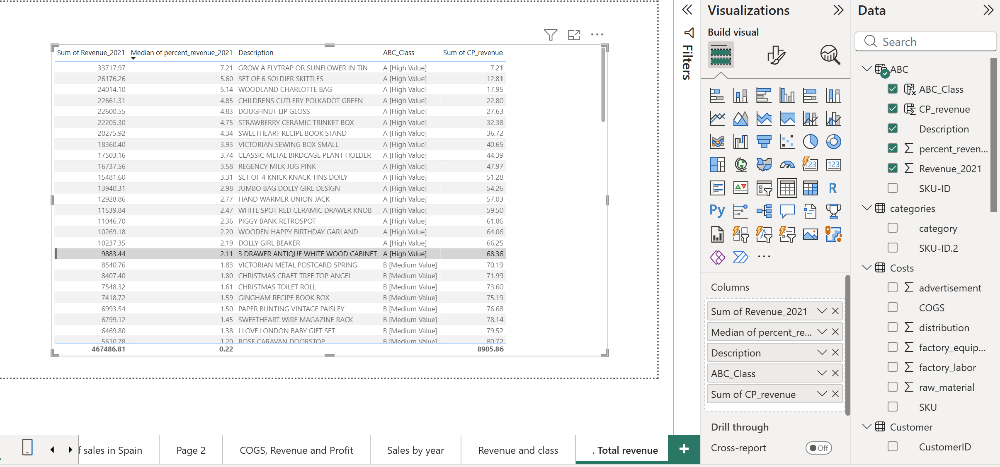 Sum of Revenue_2021 Median of percent_revenue_2021 Description ABC_Class Sum of CP_revenue
33717.97 7.21 GROW A FLYTRAP OR SUNFLOWER IN TIN A [High Value] 7.21
26176.26 5.60 SET OF 6 SOLDIER SKITTLES A [High Value] 12.81
24014.10 5.14 WOODLAND CHARLOTTE BAG A [High Value] 17.95
22661.31 4.85 CHILDRENS CUTLERY POLKADOT GREEN A [High Value] 22.80
22600.55 4.83 DOUGHNUT LIP GLOSS A [High Value] 27.63
22205.30 4.75 STRAWBERRY CERAMIC TRINKET BOX A [High Value] 32.38
20275.92 4.34 SWEETHEART RECIPE BOOK STAND A [High Value] 36.72
18360.40 3.93 VICTORIAN SEWING BOX SMALL A [High Value] 40.65
17503.16 3.74 CLASSIC METAL BIRDCAGE PLANT HOLDER A [High Value] 44.39
16737.56 3.58 REGENCY MILK JUG PINK A [High Value] 47.97
15481.60 3.31 SET OF 4 KNICK KNACK TINS DOILY A [High Value] 51.28
13940.31 2.98 JUMBO BAG DOLLY GIRL DESIGN A [High Value] 54.26
12928.86 2.77 HAND WARMER UNION JACK A [High Value] 57.03
11539.84 2.47 WHITE SPOT RED CERAMIC DRAWER KNOB A [High Value] 59.50
11046.70 2.36 PIGGY BANK RETROSPOT A [High Value] 61.86
10269.18 2.20 WOODEN HAPPY BIRTHDAY GARLAND A [High Value] 64.06
10237.35 2.19 DOLLY GIRL BEAKER A [High Value] 66.25
9883.44 2.11 3 DRAWER ANTIQUE WHITE WOOD CABINET A [High Value] 68.36
8540.76 1.83 VICTORIAN METAL POSTCARD SPRING B [Medium Value] 70.19
8407.40 1.80 CHRISTMAS CRAFT TREE TOP ANGEL B [Medium Value] 71.99
7548.32 1.61 CHRISTMAS TOILET ROLL B [Medium Value] 73.60
7418.72 1.59 GINGHAM RECIPE BOOK BOX B [Medium Value] 75.19
6993.54 1.50 PAPER BUNTING VINTAGE PAISLEY B [Medium Value] 76.68
6799.12 1.45 SWEETHEART WIRE MAGAZINE RACK B [Medium Value] 78.14
6469.80 1.38 I LOVE LONDON BABY GIFT SET B [Medium Value] 79.52
5610.78 1.20 ROSE CARAVAN DOORSTOP B [Medium Value] 80.72
467486.81 0.22 8905.86
f sales in Spain
Page 2
COGS, Revenue and Profit
Sales by year
Revenue and class
. Total revenue
+
Filters
Visualizations
Build visual
123
123
R
Py
Columns
Sum of Revenue_2021
Median of percent_re...
Description
ABC_Class
Sum of CP_revenue
Drill through
Cross-report Off
Data
Search
ABC
ABC_Class
CP_revenue
Description
percent_reven...
Revenue_2021
SKU-ID
categories
category
SKU-ID.2
Costs
advertisement
COGS
distribution
factory_equip...
factory_labor
raw_material
SKU
Customer
CustomerID